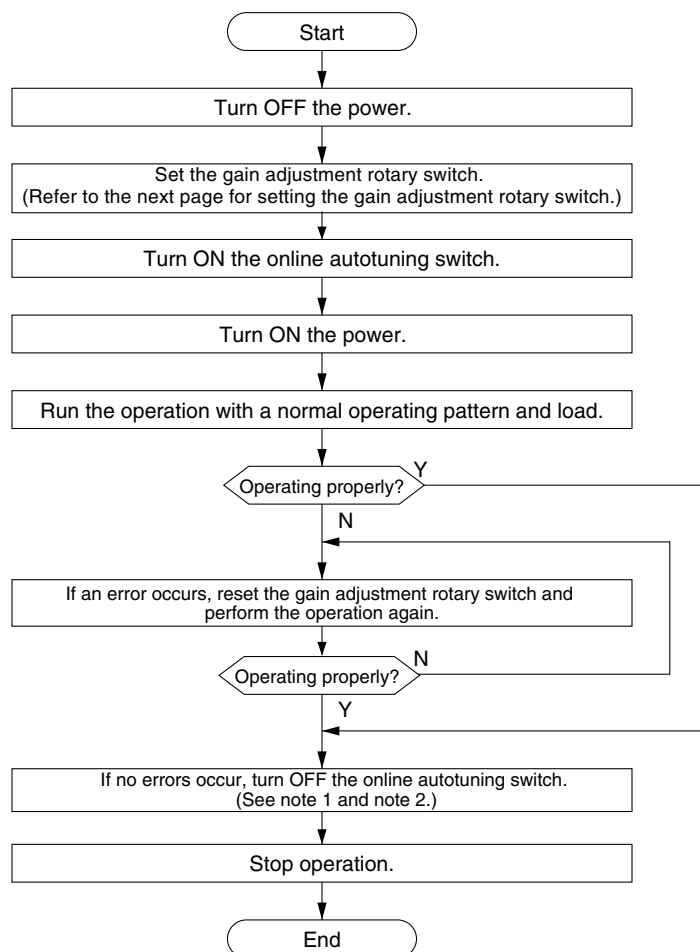 Start
Turn OFF the power.
Set the gain adjustment rotary switch.
(Refer to the next page for setting the gain adjustment rotary switch.)
Turn ON the online autotuning switch.
Turn ON the power.
Run the operation with a normal operating pattern and load.
Operating properly?
Y
N
If an error occurs, reset the gain adjustment rotary switch and
perform the operation again.
Operating properly?
N
Y
If no errors occur, turn OFF the online autotuning switch.
(See note 1 and note 2.)
Stop operation.
End